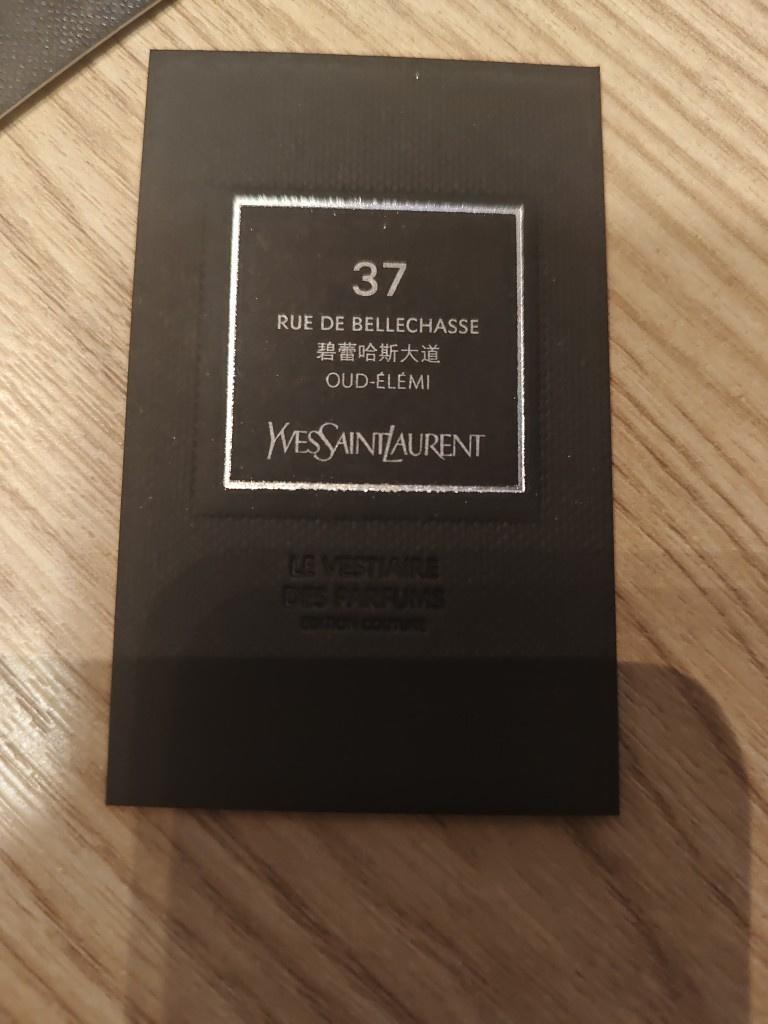 37
RUE DE BELLECHASSE
碧蕾哈斯大道
OUD-ÉLÉMI
YVESSAINTLAURENT
LE VESTIAIRE
DES PARFUMS
EDITION COUTURE